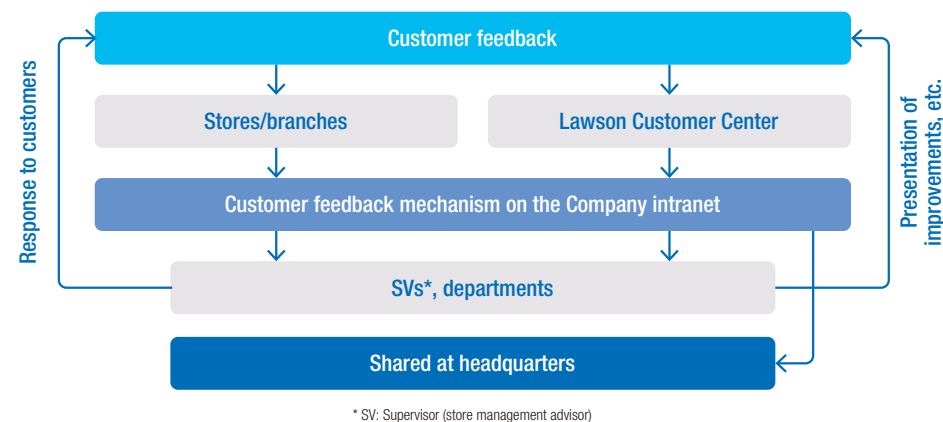 Customer feedback
Stores/branches
Lawson Customer Center
Customer feedback mechanism on the Company intranet
SVs*, departments
Shared at headquarters
Response to customers
Presentation of
improvements, etc.
* SV: Supervisor (store management advisor)